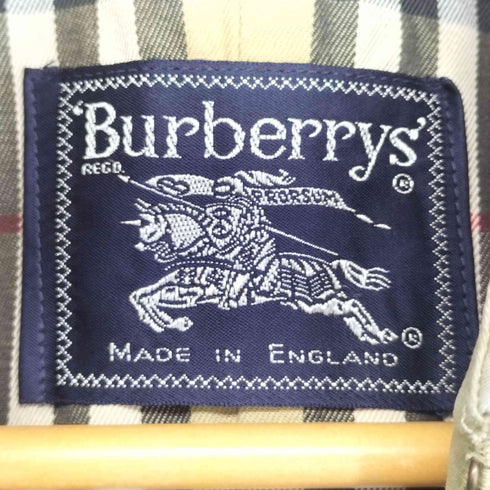 'Burberrys'
REGD.
®
PRORSUM
®
MADE IN ENGLAND